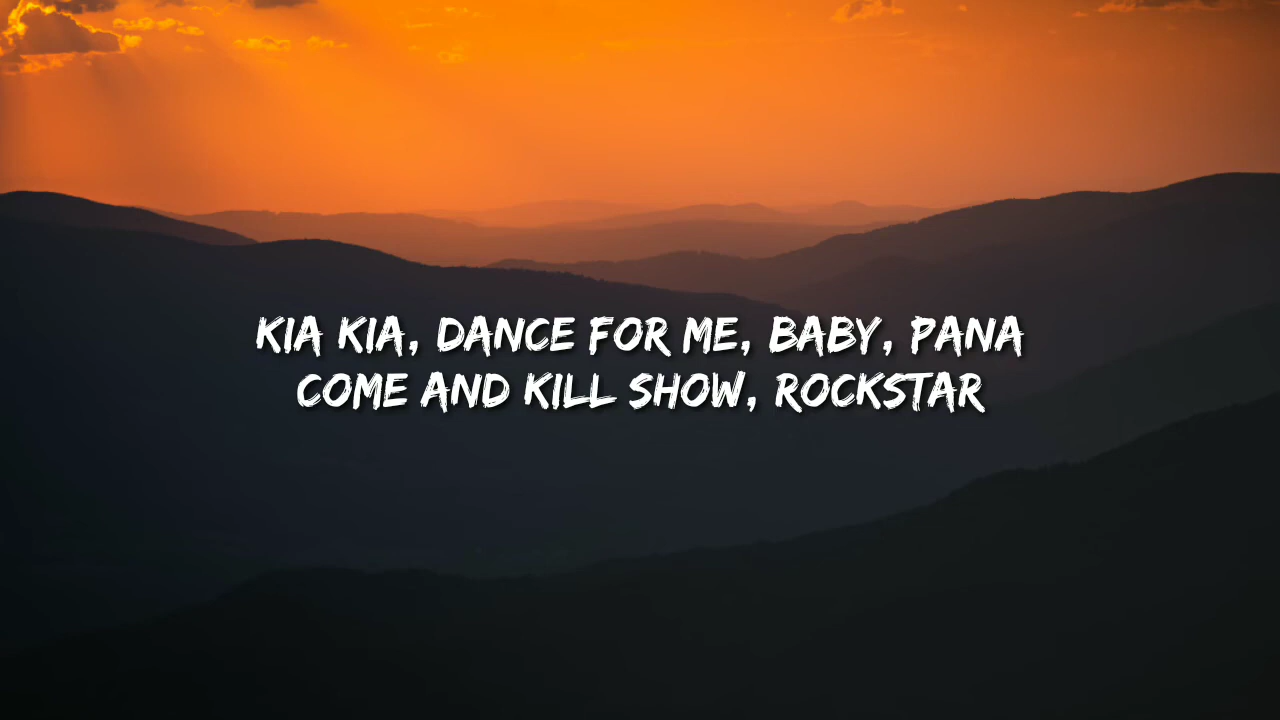 KIA KIA, DANCE FOR ME, BABY, PANA
COME AND KILL SHOW, ROCKSTAR